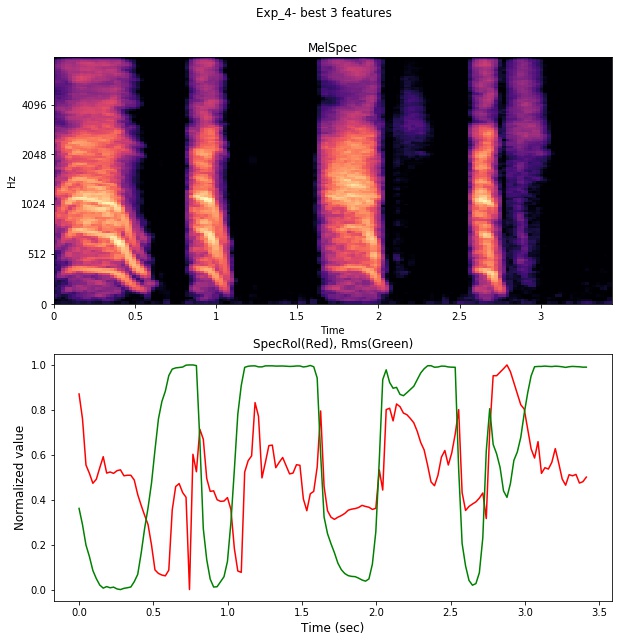 Exp_4- best 3 features
MelSpec
4096
2048
1024
512
0
Hz
0 0.5 1 1.5 2 2.5 3
Time
SpecRol(Red), Rms(Green)
1.0
0.8
0.6
0.4
0.2
0.0
Normalized value
0.0 0.5 1.0 1.5 2.0 2.5 3.0 3.5
Time (sec)